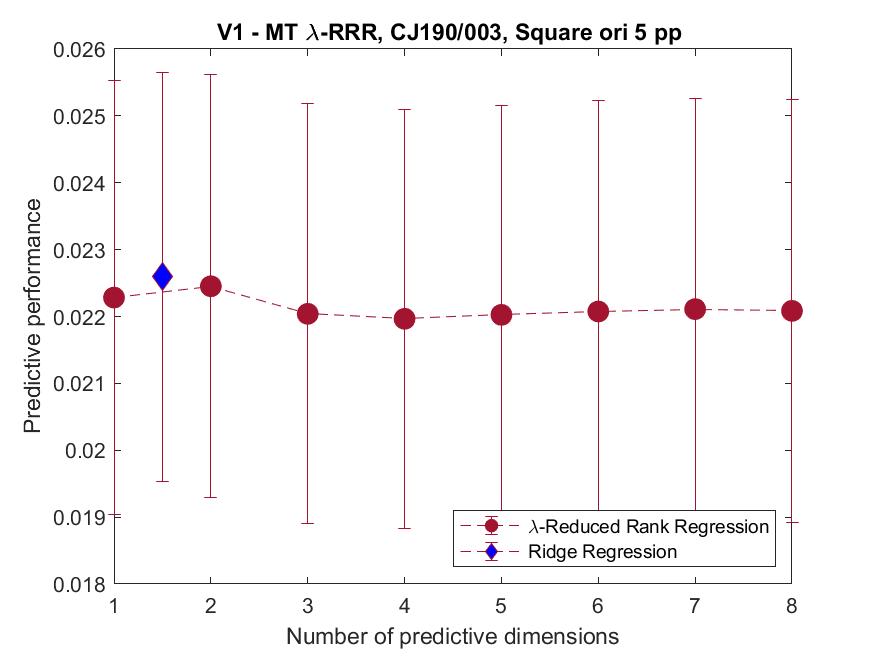 V1 - MT λ-RRR, CJ190/003, Square ori 5 pp
0.026
0.025
0.024
0.023
0.022
0.021
0.02
0.019
0.018
Predictive performance
λ-Reduced Rank Regression
Ridge Regression
1 2 3 4 5 6 7 8
Number of predictive dimensions